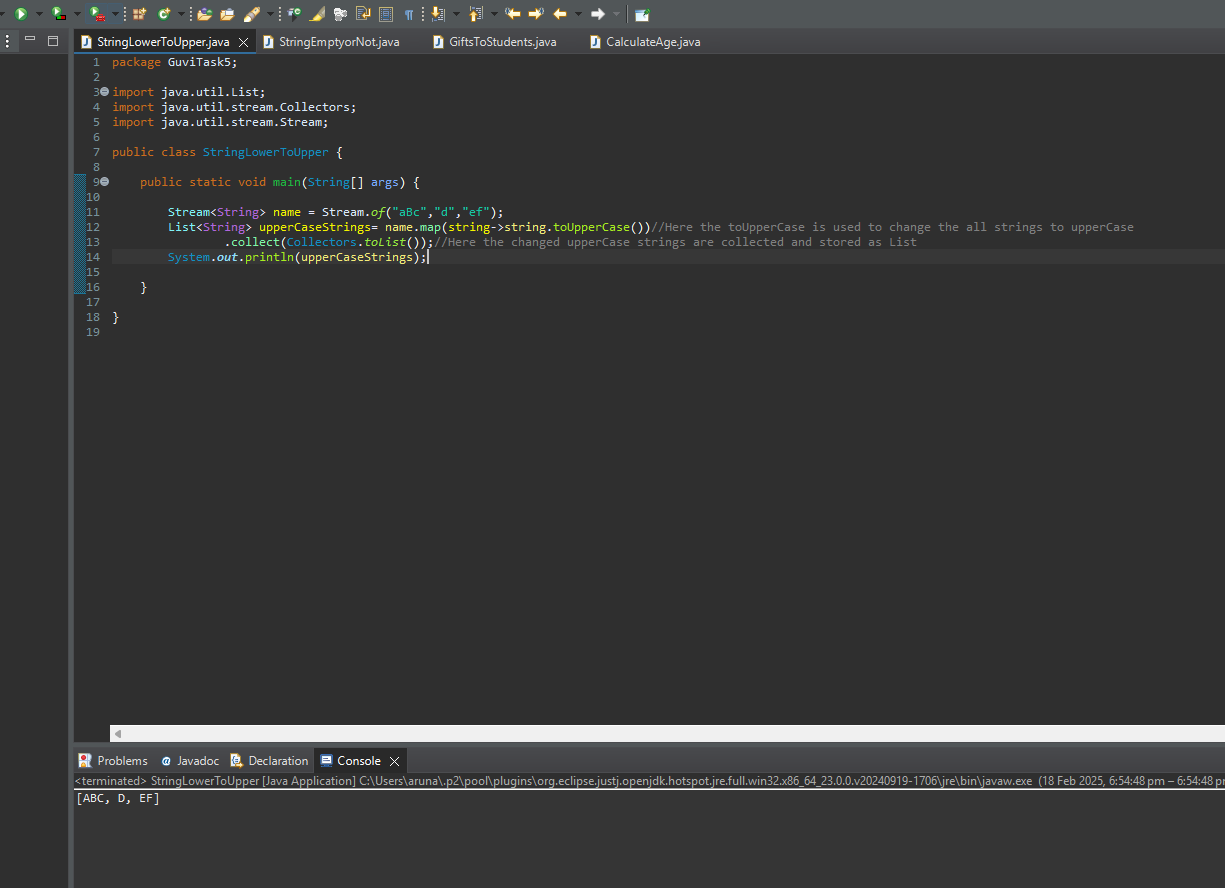 StringLowerToUpper.java StringEmptyorNot.java GiftsToStudents.java CalculateAge.java
1 package GuviTask5;
2
3 import java.util.List;
4 import java.util.stream.Collectors;
5 import java.util.stream.Stream;
6
7 public class StringLowerToUpper {
8
9 public static void main(String[] args) {
10
11 Stream<String> name = Stream.of("aBc","d","ef");
12 List<String> upperCaseStrings= name.map(string->string.toUpperCase())//Here the toUpperCase is used to change the all strings to upperCase
13 .collect(Collectors.toList());//Here the changed upperCase strings are collected and stored as List
14 System.out.println(upperCaseStrings);
15
16 }
17
18 }
19
Problems Javadoc Declaration Console
<terminated> StringLowerToUpper [Java Application] C:\Users\aruna\.p2\pool\plugins\org.eclipse.justj.openjdk.hotspot.jre.full.win32.x86_64_23.0.0.v20240919-1706\jre\bin\javaw.exe (18 Feb 2025, 6:54:48 pm – 6:54:48 pr
[ABC, D, EF]